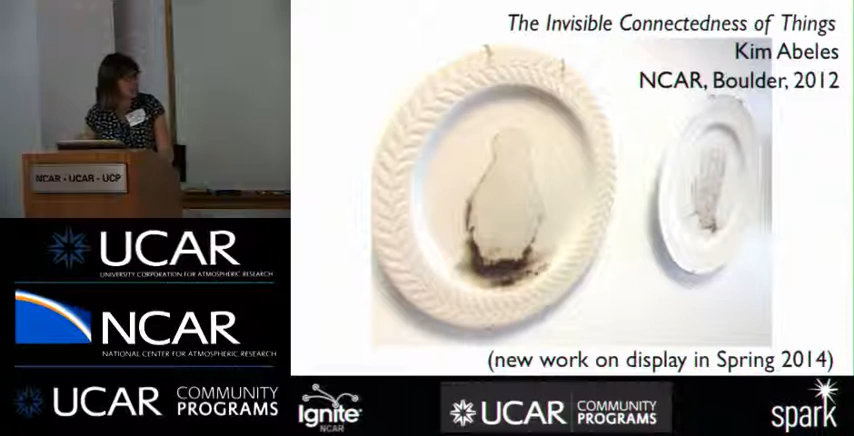 The Invisible Connectedness of Things
Kim Abeles
NCAR, Boulder, 2012
NCAR • UCAR • UCP
UCAR
UNIVERSITY CORPORATION FOR ATMOSPHERIC RESEARCH
NCAR
NATIONAL CENTER FOR ATMOSPHERIC RESEARCH
(new work on display in Spring 2014)
UCAR COMMUNITY
PROGRAMS
Ignite
NCAR
UCAR COMMUNITY
PROGRAMS
spark